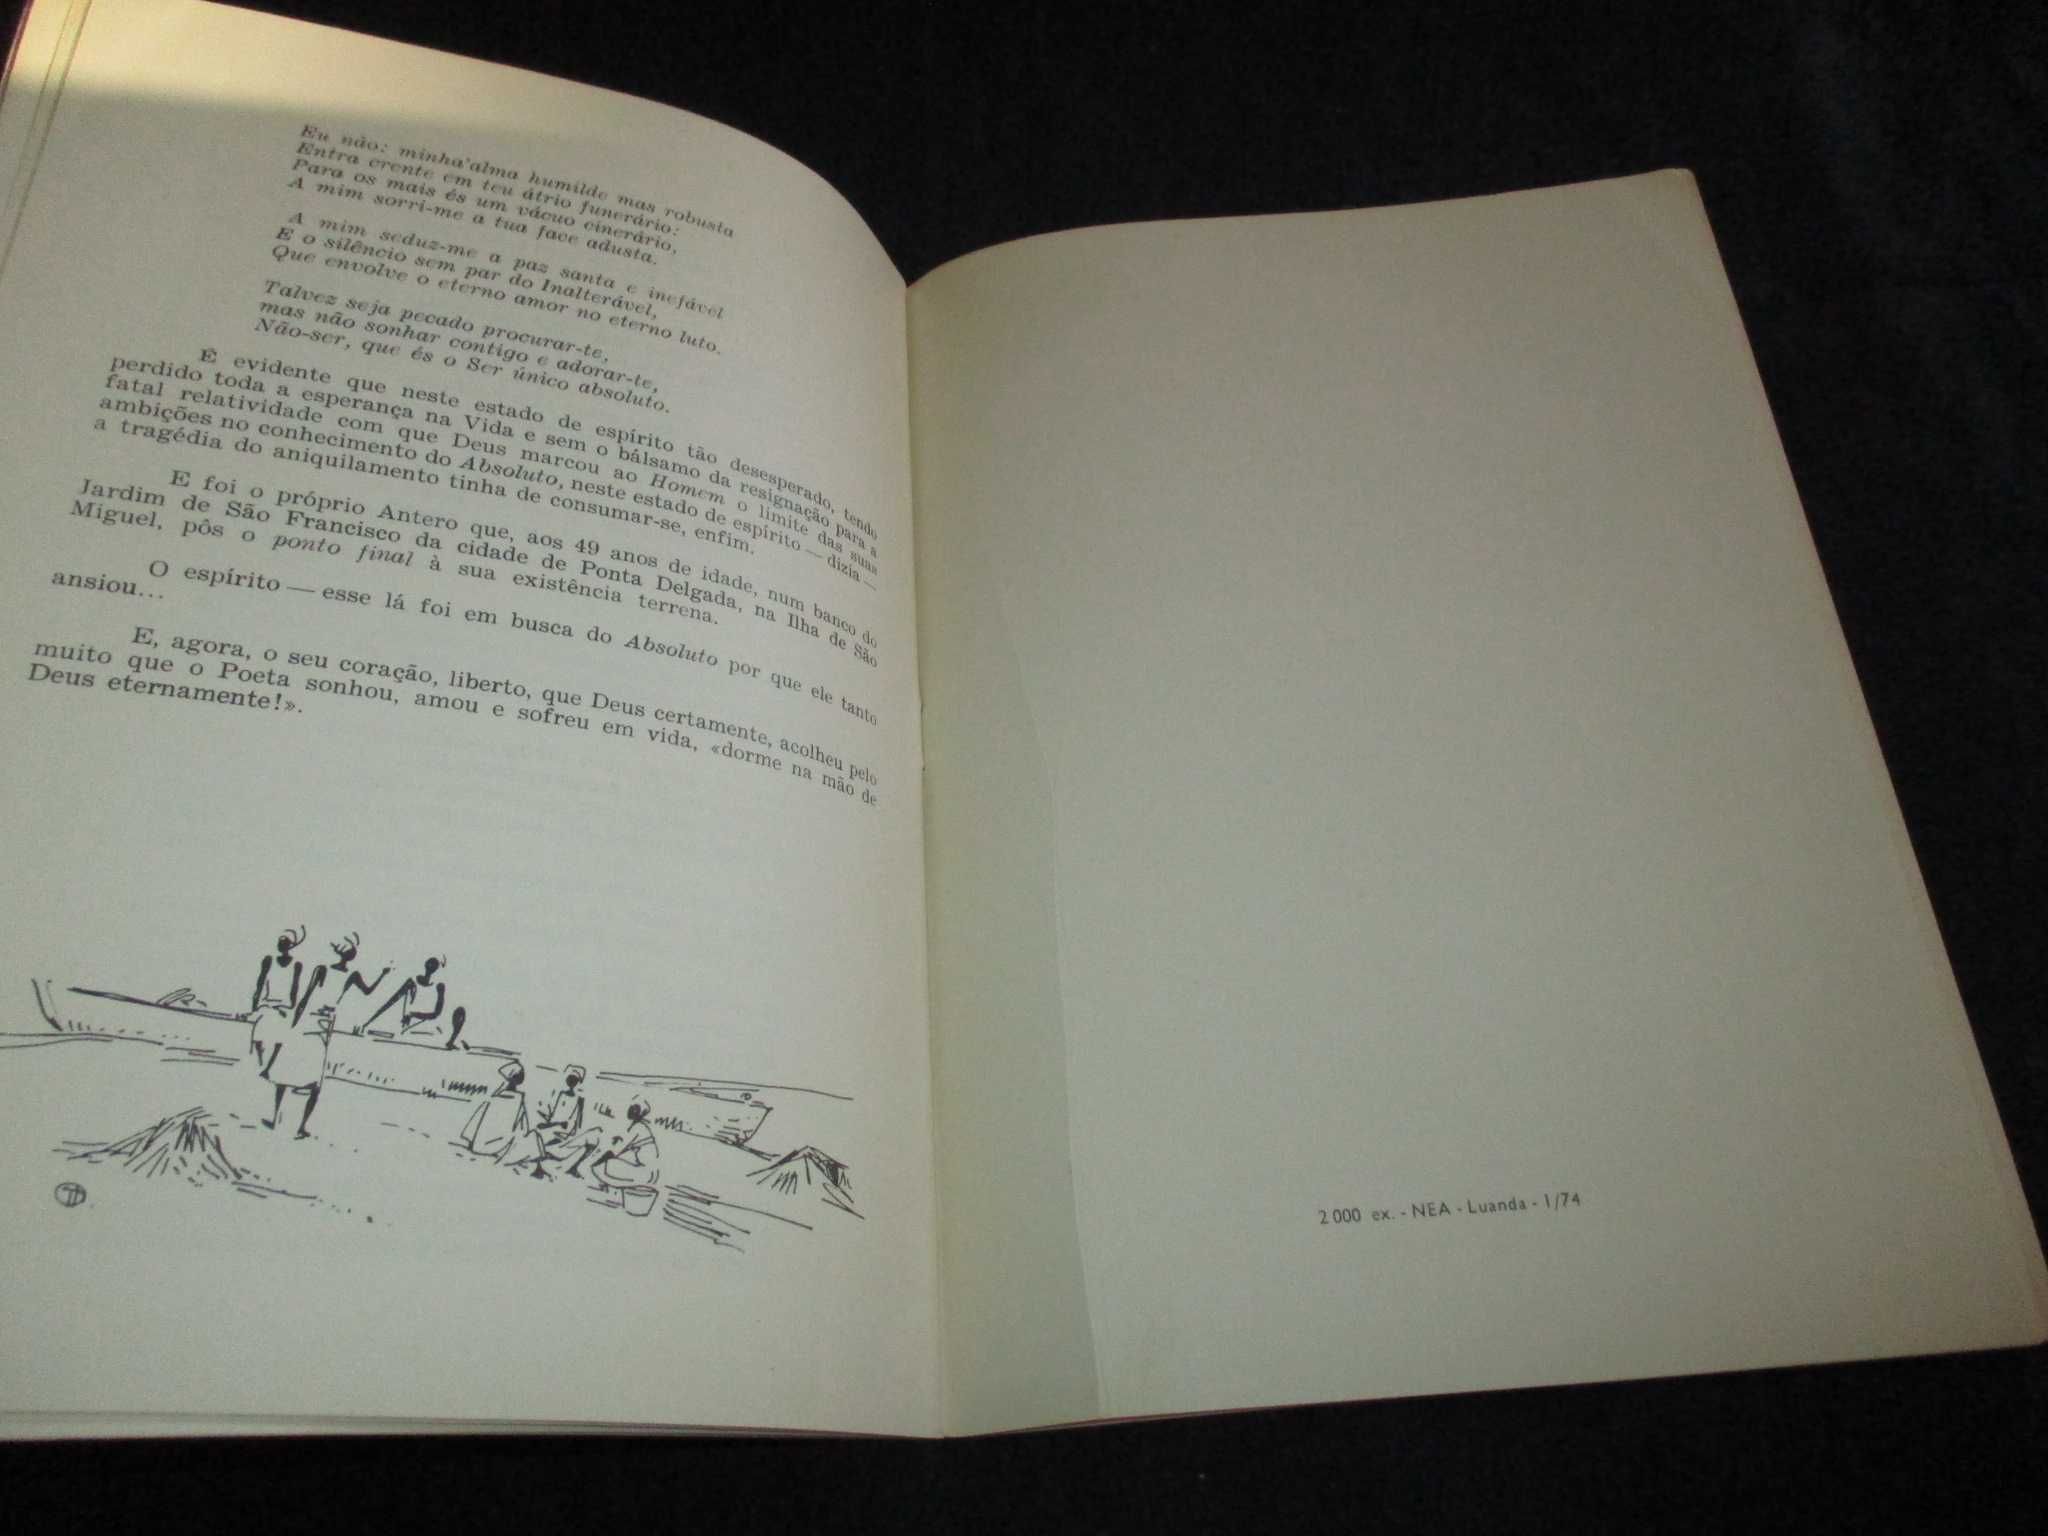 Eu não: minha'alma humilde mas robusta
Entra crente em teu átrio funerário:
Para os mais és um vácuo cinerário,
A mim sorri-me a tua face adusta.
A mim seduz-me a paz santa e inefável
E o silêncio sem par do Inalterável,
Que envolve o eterno amor no eterno luto.
Talvez seja pecado procurar-te,
mas não sonhar contigo e adorar-te,
Não-ser, que és o Ser único absoluto.
É evidente que neste estado de espírito tão desesperado, tendo
perdido toda a esperança na Vida e sem o bálsamo da resignação para a
fatal relatividade com que Deus marcou ao Homem o limite das suas
ambições no conhecimento do Absoluto, neste estado de espírito — dizia —
a tragédia do aniquilamento tinha de consumar-se, enfim.
E foi o próprio Antero que, aos 49 anos de idade, num banco do
Jardim de São Francisco da cidade de Ponta Delgada, na Ilha de São
Miguel, pôs o ponto final à sua existência terrena.
O espírito — esse lá foi em busca do Absoluto por que ele tanto
ansiou...
E, agora, o seu coração, liberto, que Deus certamente, acolheu pelo
muito que o Poeta sonhou, amou e sofreu em vida, «dorme na mão de
Deus eternamente!».
2 000 ex. - NEA - Luanda - 1/74